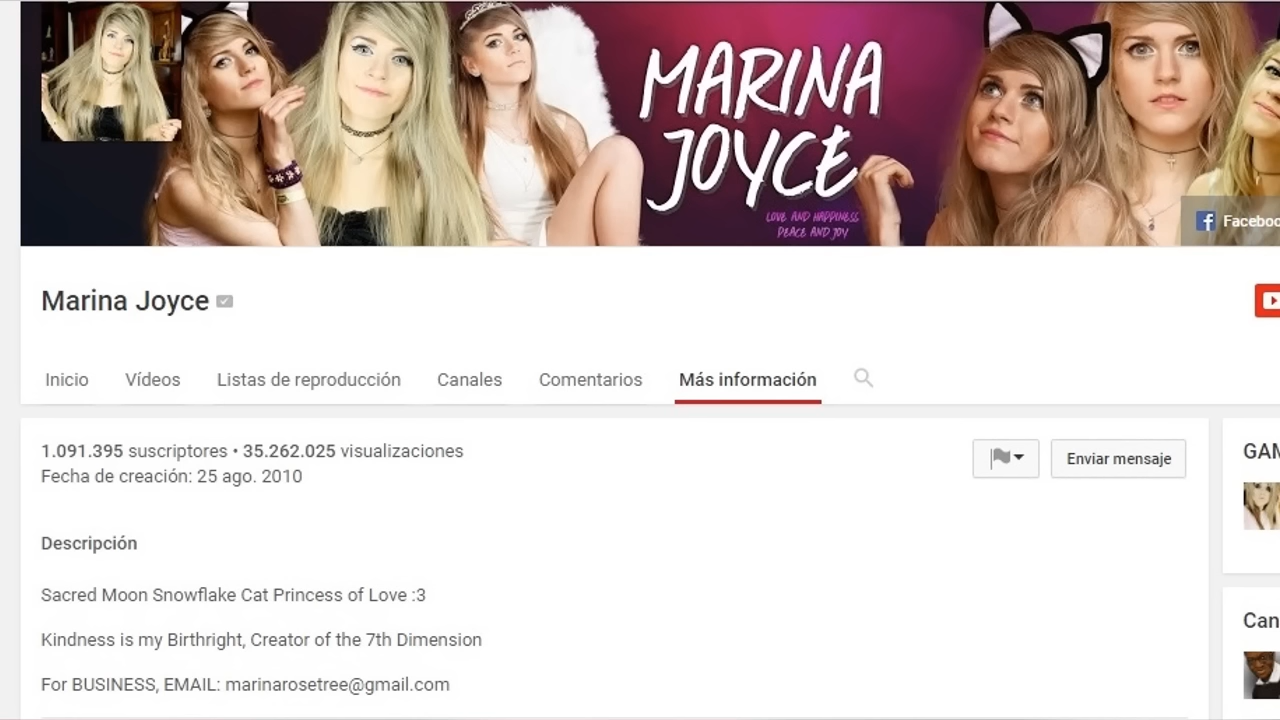 MARINA
JOYCE
LOVE AND HAPPINESS
PEACE AND JOY
Marina Joyce
Inicio Vídeos Listas de reproducción Canales Comentarios Más información
1.091.395 suscriptores • 35.262.025 visualizaciones
Fecha de creación: 25 ago. 2010
Enviar mensaje
Descripción
Sacred Moon Snowflake Cat Princess of Love :3
Kindness is my Birthright, Creator of the 7th Dimension
For BUSINESS, EMAIL: marinarosetree@gmail.com